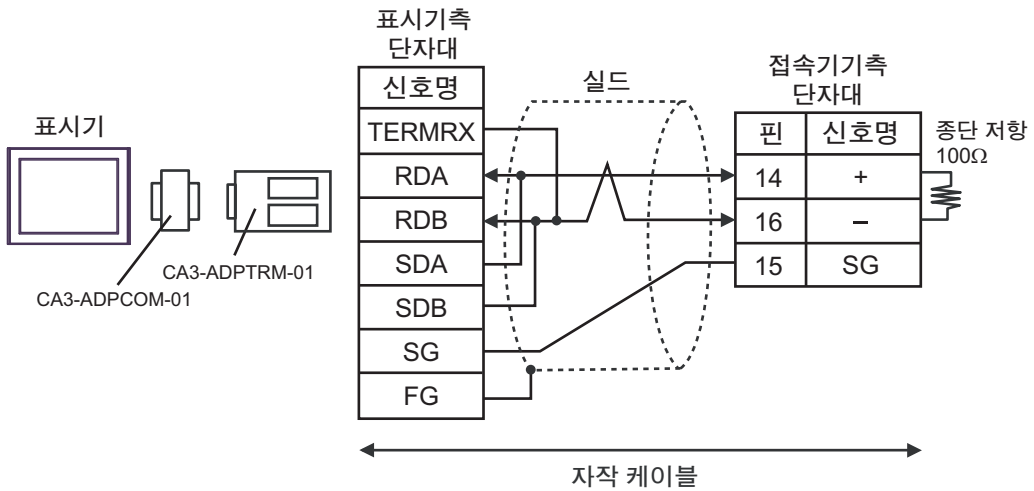 표시기
CA3-ADPCOM-01
CA3-ADPTRM-01
표시기측
단자대
신호명
TERMRX
RDA
RDB
SDA
SDB
SG
FG
실드
접속기기측
단자대
핀 신호명
14 +
16 –
15 SG
종단 저항
100Ω
자작 케이블